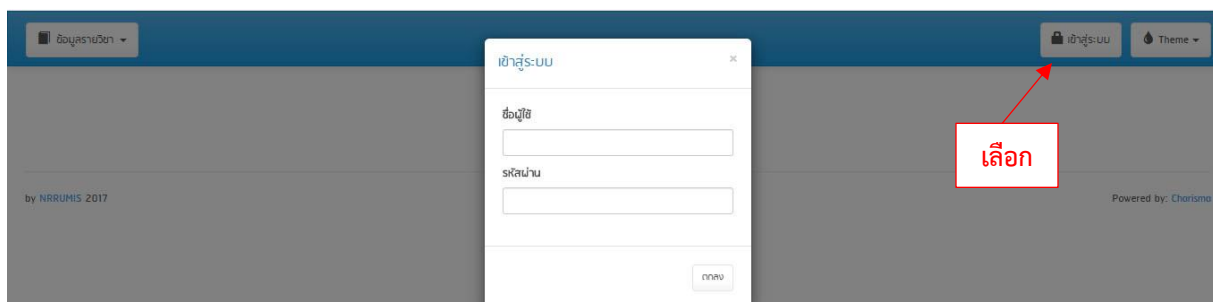 ข้อมูลรายวิชา
เข้าสู่ระบบ
Theme
เข้าสู่ระบบ
×
ชื่อผู้ใช้
รหัสผ่าน
เลือก
by NRRUMIS 2017
Powered by: Charisma
ตกลง